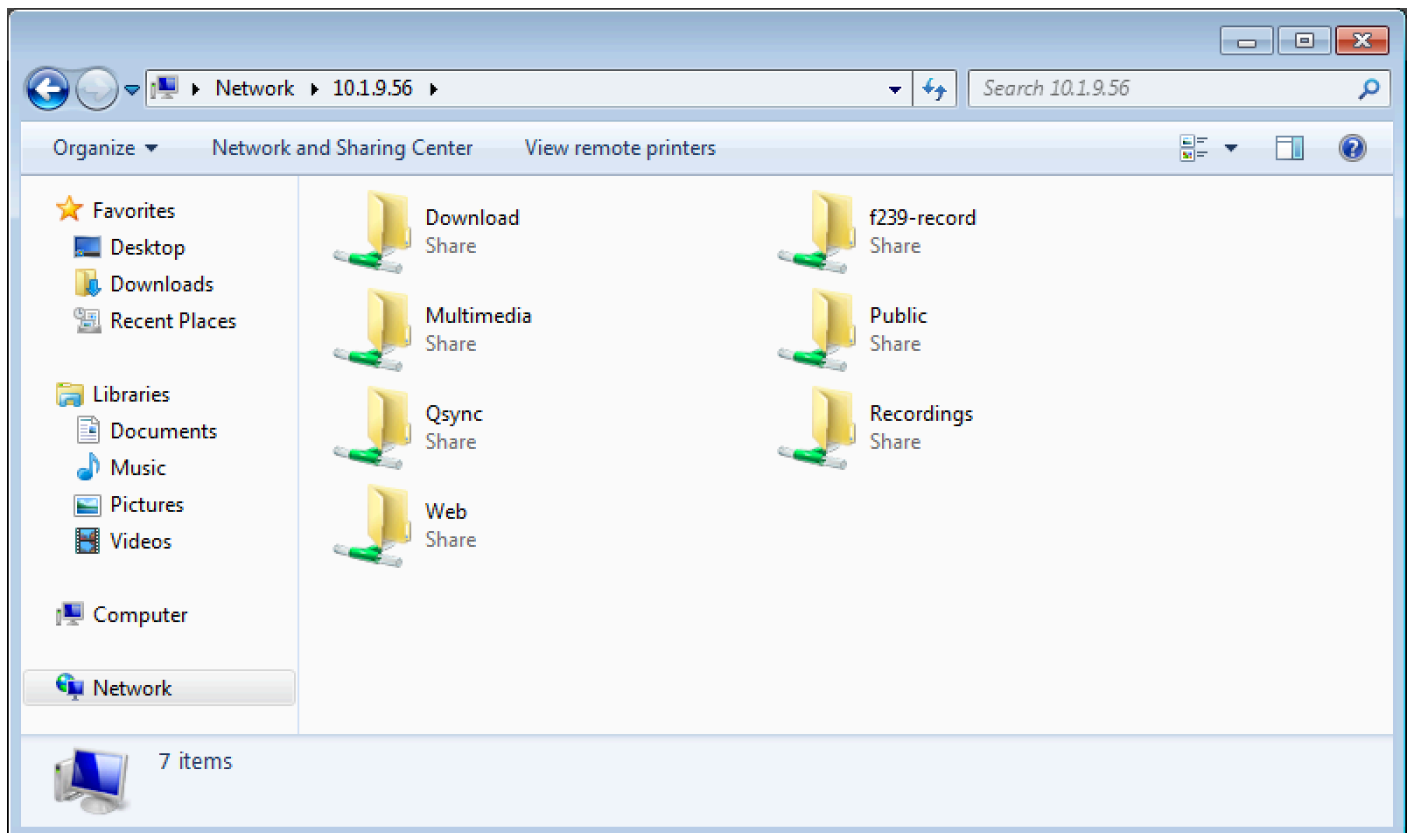 Network 10.1.9.56
Search 10.1.9.56
Organize Network and Sharing Center View remote printers
Favorites
Desktop
Downloads
Recent Places
Libraries
Documents
Music
Pictures
Videos
Computer
Network
Download
Share
f239-record
Share
Multimedia
Share
Public
Share
Qsync
Share
Recordings
Share
Web
Share
7 items